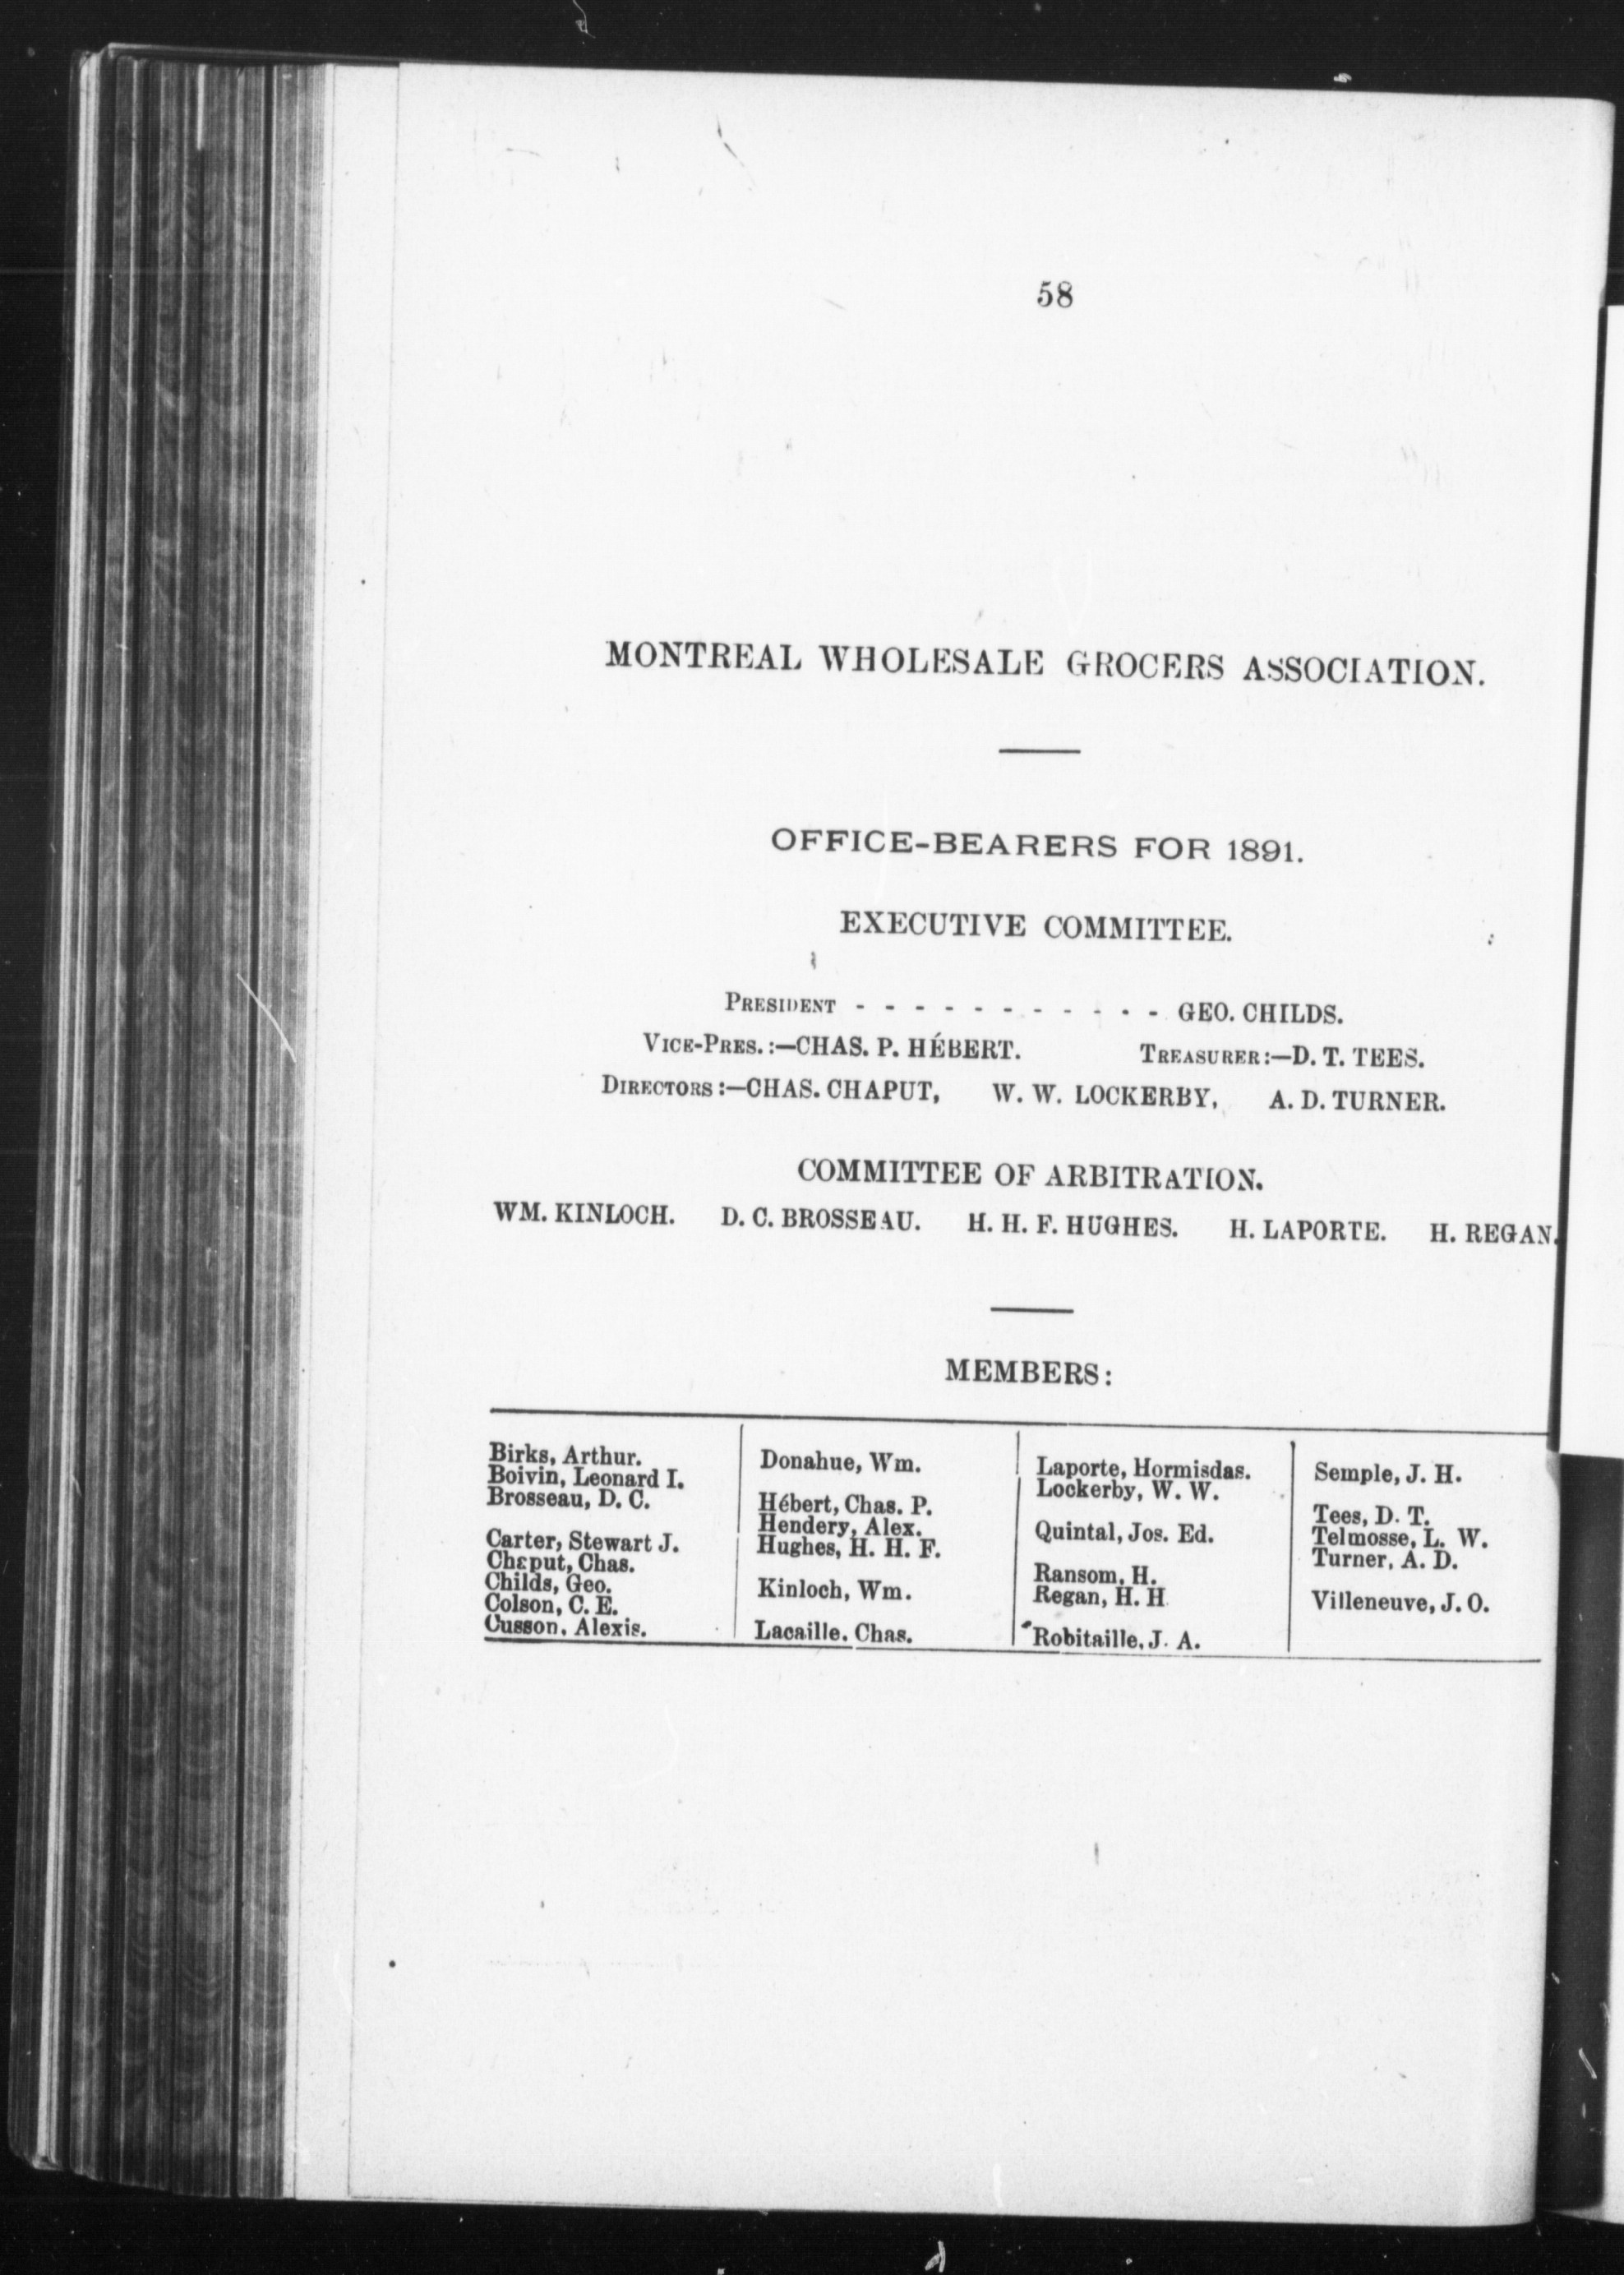 58
MONTREAL WHOLESALE GROCERS ASSOCIATION.
OFFICE-BEARERS FOR 1891.
EXECUTIVE COMMITTEE.
PRESIDENT - - - - - - - - - - - GEO. CHILDS.
VICE-PRES.:—CHAS. P. HÉBERT. TREASURER:—D. T. TEES.
DIRECTORS:—CHAS. CHAPUT, W. W. LOCKERBY, A. D. TURNER.
COMMITTEE OF ARBITRATION.
WM. KINLOCH. D. C. BROSSEAU. H. H. F. HUGHES. H. LAPORTE. H. REGAN.
MEMBERS:
Birks, Arthur.
Boivin, Leonard I.
Brosseau, D. C.
Carter, Stewart J.
Chaput, Chas.
Childs, Geo.
Colson, C. E.
Cusson, Alexis.
Donahue, Wm.
Hébert, Chas. P.
Hendery, Alex.
Hughes, H. H. F.
Kinloch, Wm.
Lacaille, Chas.
Laporte, Hormisdas.
Lockerby, W. W.
Quintal, Jos. Ed.
Ransom, H.
Regan, H. H.
Robitaille, J. A.
Semple, J. H.
Tees, D. T.
Telmosse, L. W.
Turner, A. D.
Villeneuve, J. O.